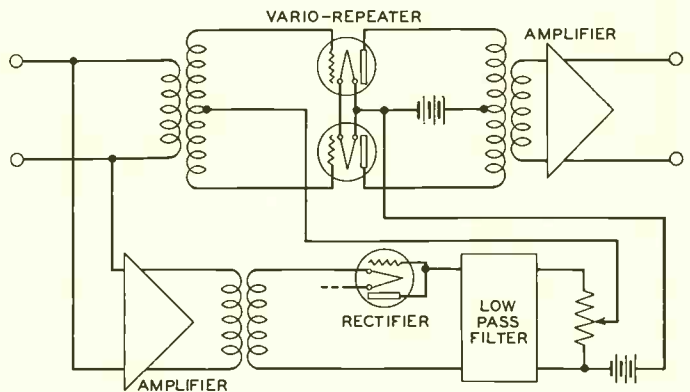 VARIO-REPEATER
AMPLIFIER
RECTIFIER
LOW
PASS
FILTER
AMPLIFIER